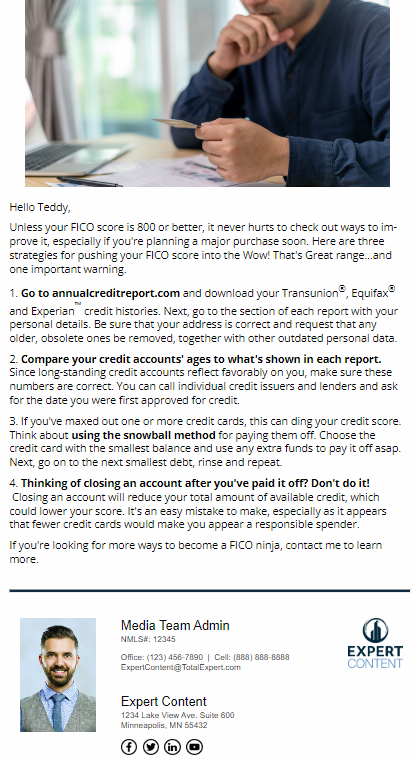 Hello Teddy,
Unless your FICO score is 800 or better, it never hurts to check out ways to im-
prove it, especially if you're planning a major purchase soon. Here are three
strategies for pushing your FICO score into the Wow! That's Great range...and
one important warning.
1. Go to annualcreditreport.com and download your Transunion®, Equifax®
and Experian™ credit histories. Next, go to the section of each report with your
personal details. Be sure that your address is correct and request that any
older, obsolete ones be removed, together with other outdated personal data.
2. Compare your credit accounts' ages to what's shown in each report.
Since long-standing credit accounts reflect favorably on you, make sure these
numbers are correct. You can call individual credit issuers and lenders and ask
for the date you were first approved for credit.
3. If you've maxed out one or more credit cards, this can ding your credit score.
Think about using the snowball method for paying them off. Choose the
credit card with the smallest balance and use any extra funds to pay it off asap.
Next, go on to the next smallest debt, rinse and repeat.
4. Thinking of closing an account after you've paid it off? Don't do it!
Closing an account will reduce your total amount of available credit, which
could lower your score. It's an easy mistake to make, especially as it appears
that fewer credit cards would make you appear a responsible spender.
If you're looking for more ways to become a FICO ninja, contact me to learn
more.
Media Team Admin
NMLS#: 12345
Office: (123) 456-7890 | Cell: (888) 888-8888
ExpertContent@TotalExpert.com
EXPERT
CONTENT
Expert Content
1234 Lake View Ave. Suite 600
Minneapolis, MN 55432